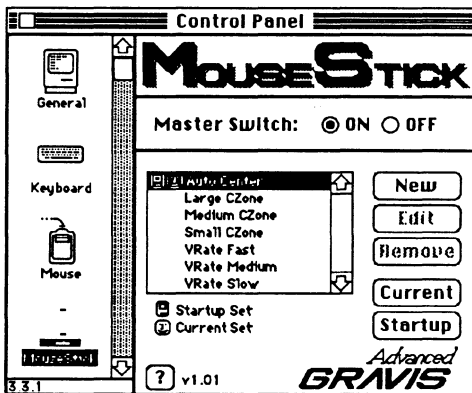 Control Panel
MouseStick
General
Master Switch: ON OFF
Keyboard
Auto Center
Large CZone
Medium CZone
Small CZone
VRate Fast
VRate Medium
VRate Slow
New
Edit
Remove
Current
Startup
Mouse
Startup Set
Current Set
MouseStick
3.3.1
? v1.01
Advanced
GRAVIS